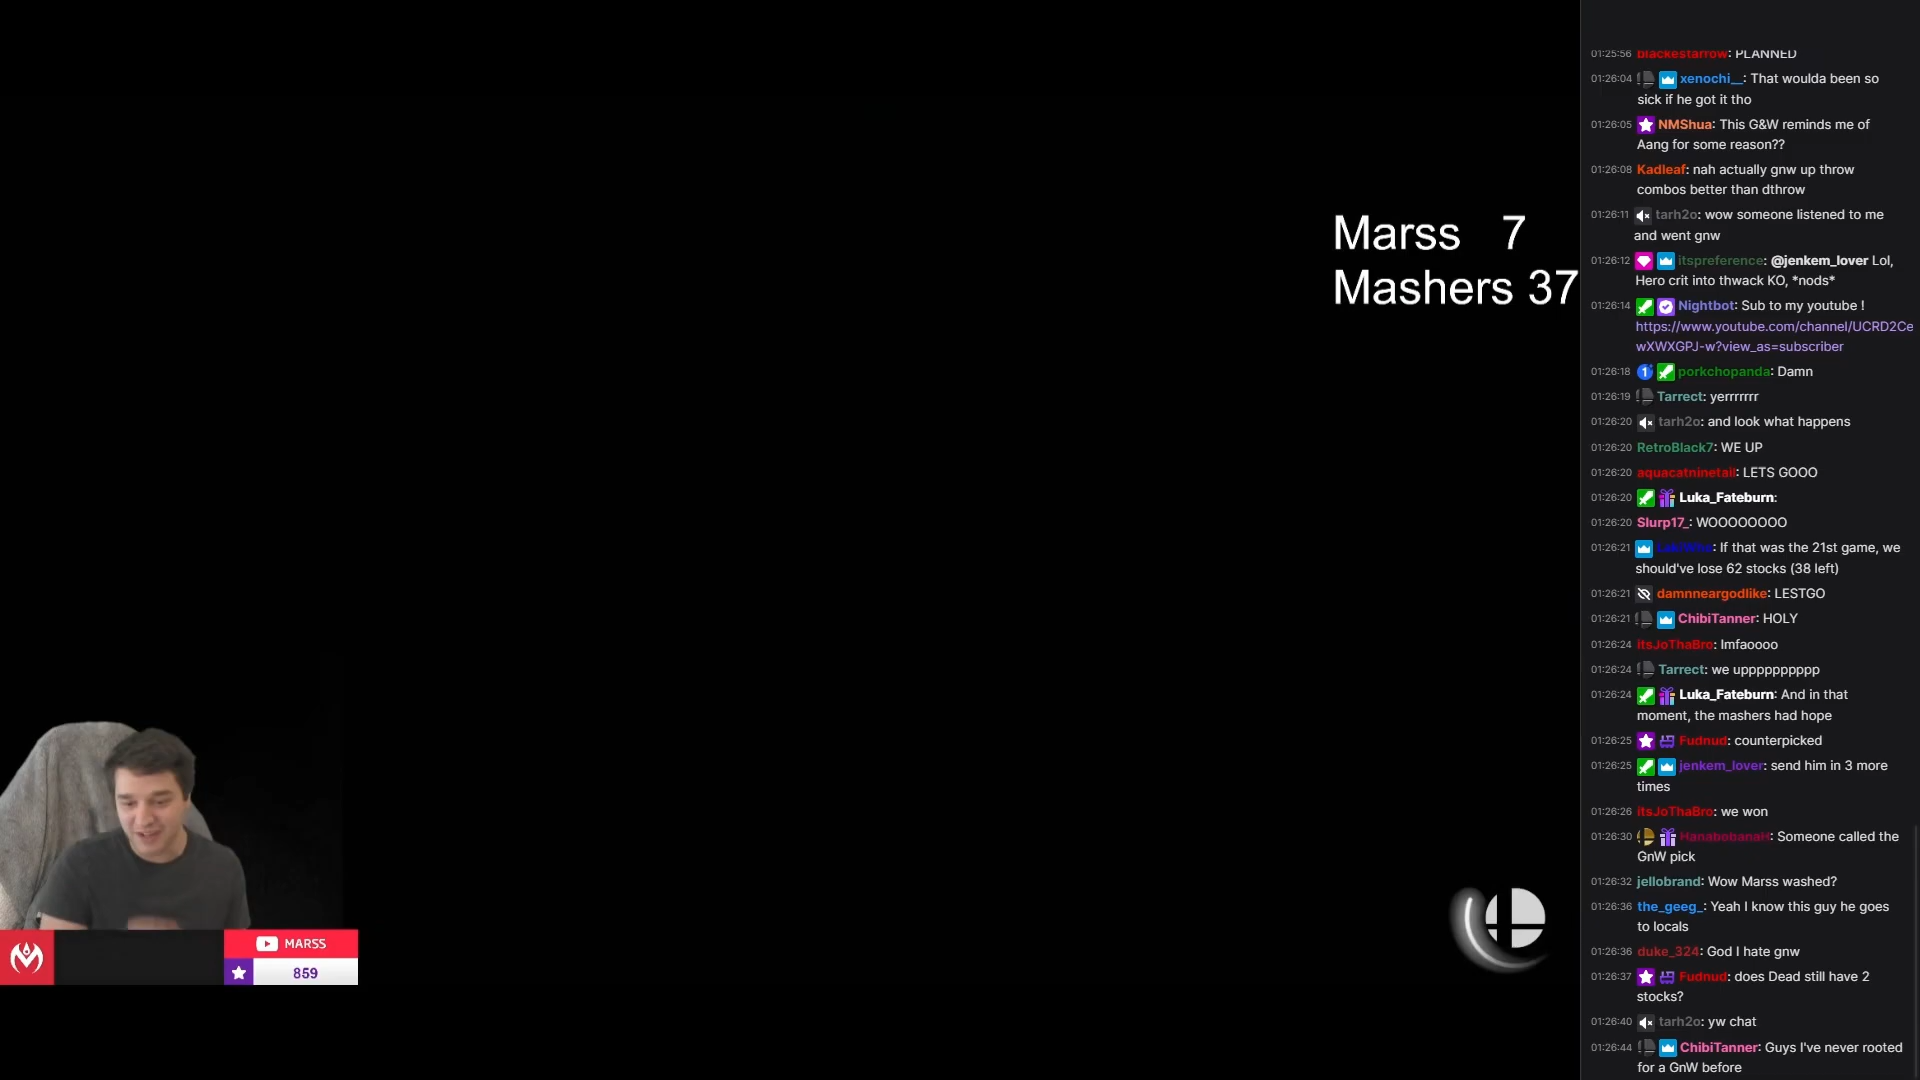 Marss 7
Mashers 37
MARSS
859
01:25:56 blackestarrow: PLANNED
01:26:04 xenochi__: That woulda been so
sick if he got it tho
01:26:05 NMShua: This G&W reminds me of
Aang for some reason??
01:26:08 Kadleaf: nah actually gnw up throw
combos better than dthrow
01:26:11 tarh2o: wow someone listened to me
and went gnw
01:26:12 itspreference: @jenkem_lover Lol,
Hero crit into thwack KO, *nods*
01:26:14 Nightbot: Sub to my youtube !
https://www.youtube.com/channel/UCRD2Ce
wXWXGPJ-w?view_as=subscriber
01:26:18 1 porkchopanda: Damn
01:26:19 Tarrect: yerrrrrrr
01:26:20 tarh2o: and look what happens
01:26:20 RetroBlack7: WE UP
01:26:20 aquacatninetail: LETS GOOO
01:26:20 Luka_Fateburn:
01:26:20 Slurp17_: WOOOOOOOO
01:26:21 : If that was the 21st game, we
should've lose 62 stocks (38 left)
01:26:21 damnneargodlike: LESTGO
01:26:21 ChibiTanner: HOLY
01:26:24 itsJoThaBro: lmfaoooo
01:26:24 Tarrect: we upppppppppp
01:26:24 Luka_Fateburn: And in that
moment, the mashers had hope
01:26:25 Fudnud: counterpicked
01:26:25 jenkem_lover: send him in 3 more
times
01:26:26 itsJoThaBro: we won
01:26:30 HanabobanaH: Someone called the
GnW pick
01:26:32 jellobrand: Wow Marss washed?
01:26:36 the_geeg_: Yeah I know this guy he goes
to locals
01:26:36 duke_324: God I hate gnw
01:26:37 Fudnud: does Dead still have 2
stocks?
01:26:40 tarh2o: yw chat
01:26:44 ChibiTanner: Guys I've never rooted
for a GnW before